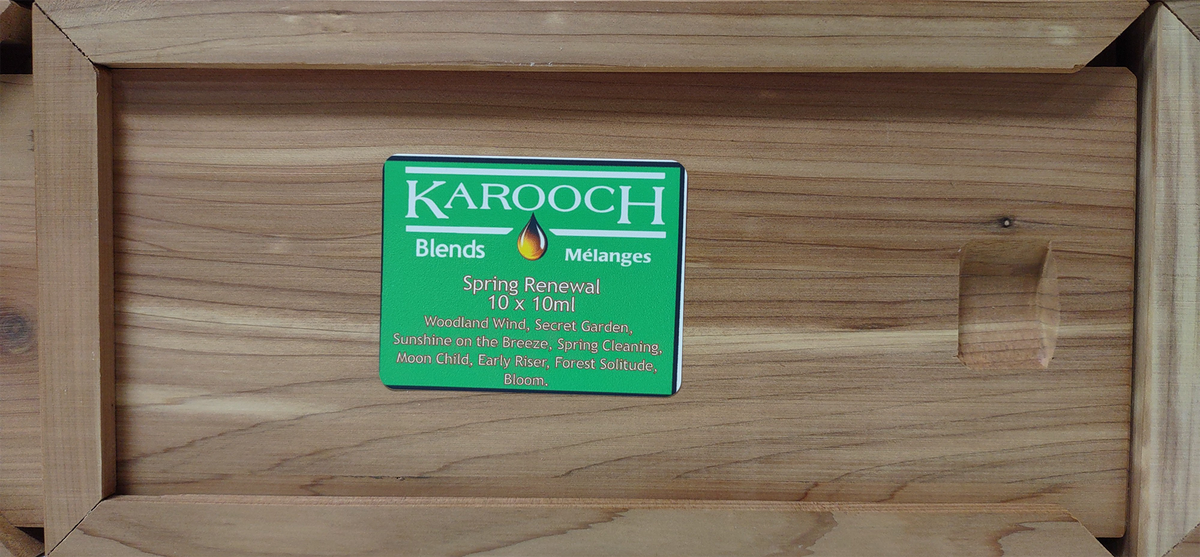 KAROOCH
Blends Mélanges
Spring Renewal
10 x 10ml
Woodland Wind, Secret Garden,
Sunshine on the Breeze, Spring Cleaning,
Moon Child, Early Riser, Forest Solitude,
Bloom.